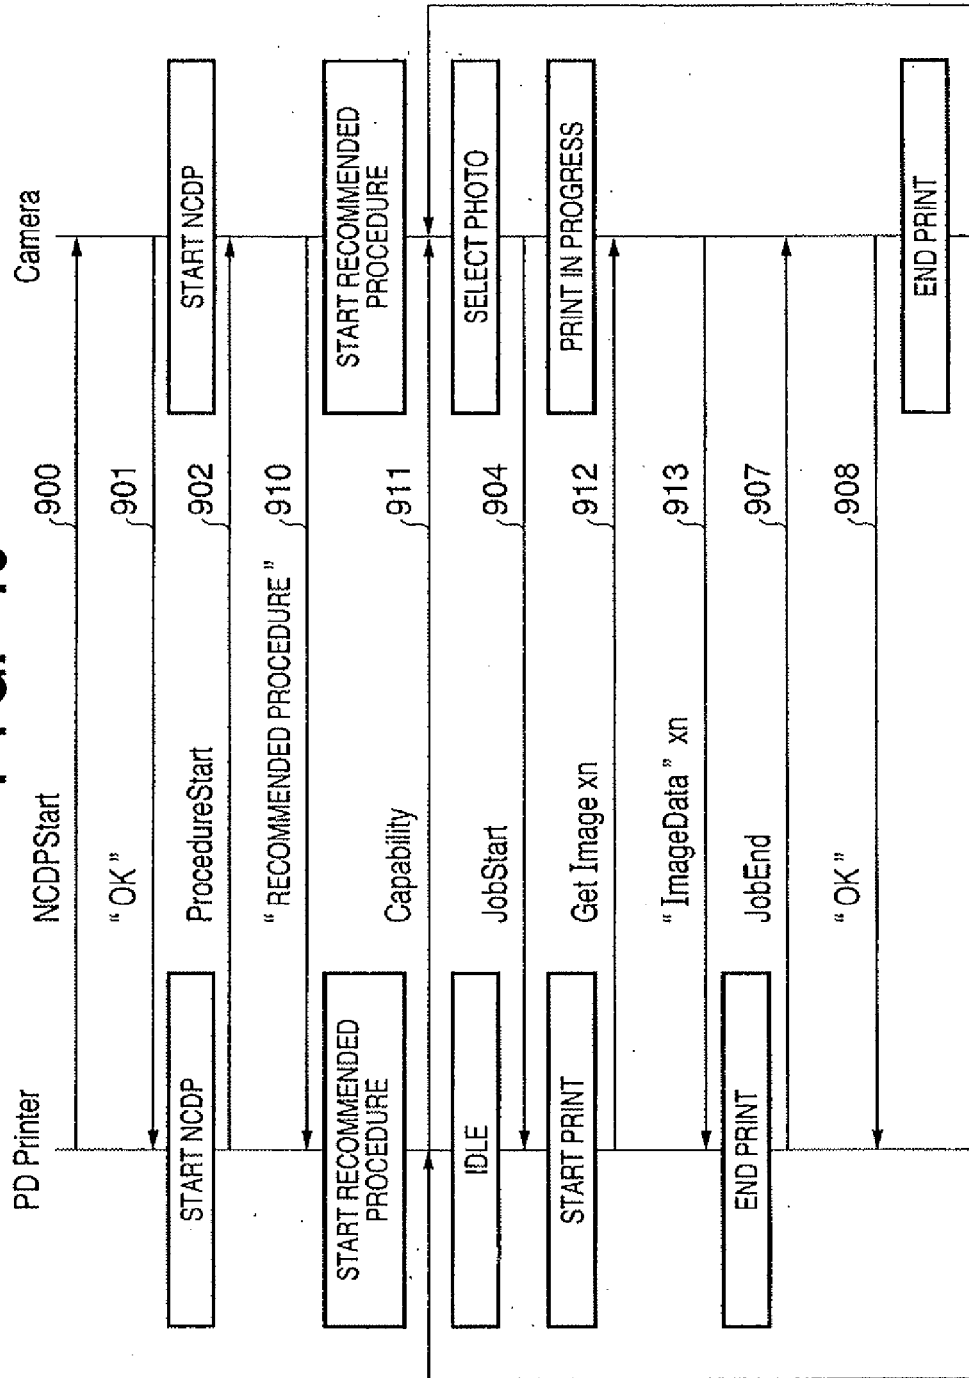 PD Printer
Camera
NCDPStart
900
“ OK ”
901
START NCDP
START NCDP
ProcedureStart
902
“ RECOMMENDED PROCEDURE ”
910
START RECOMMENDED
PROCEDURE
START RECOMMENDED
PROCEDURE
Capability
911
IDLE
SELECT PHOTO
JobStart
904
START PRINT
PRINT IN PROGRESS
Get Image xn
912
“ ImageData ” xn
913
END PRINT
JobEnd
907
“ OK ”
908
END PRINT